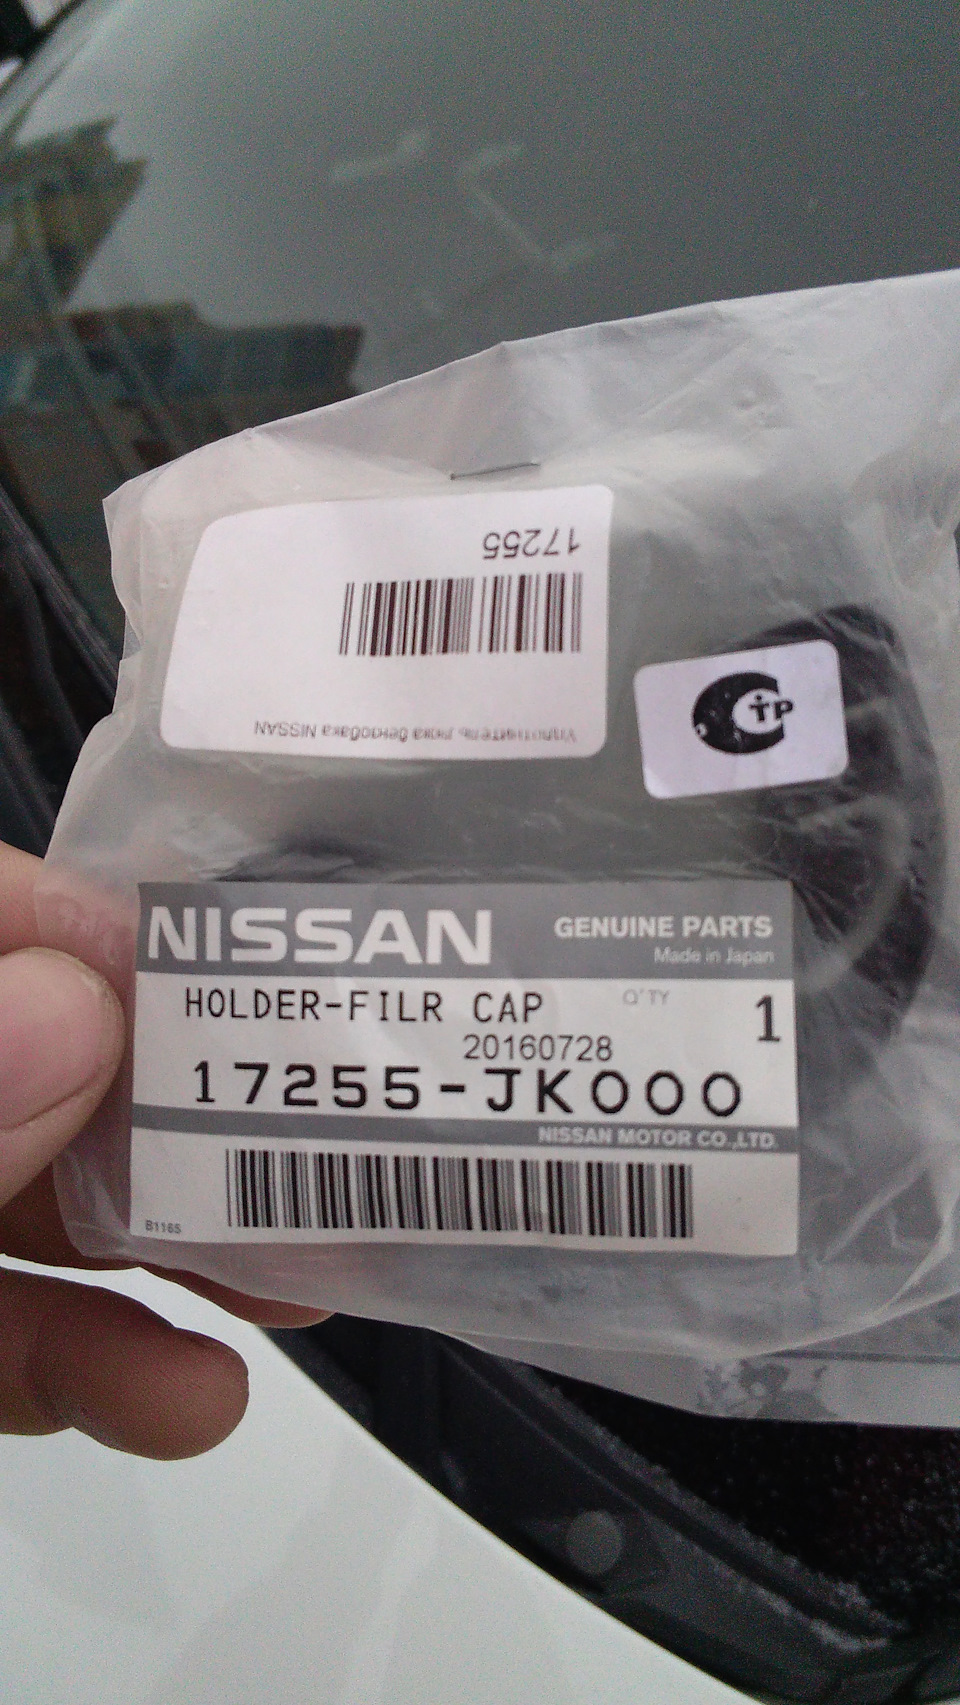 17255
Уплотнитель люка бензобака NISSAN
СТР
NISSAN
GENUINE PARTS
Made in Japan
HOLDER-FILR CAP
Q'TY
1
20160728
17255-JK000
NISSAN MOTOR CO.,LTD.
B116S